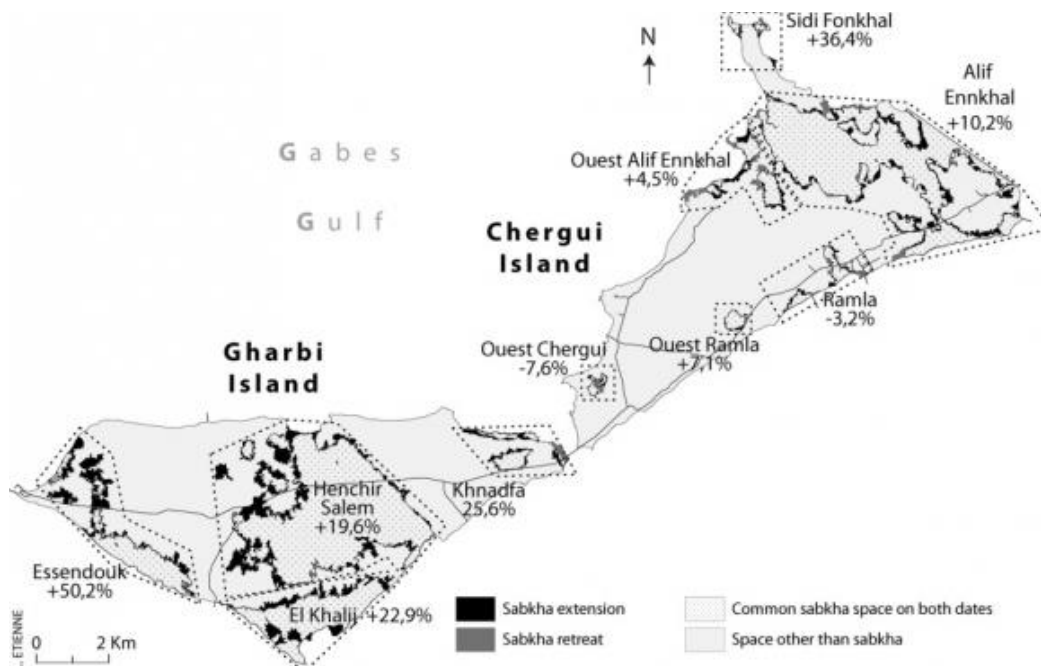 Sidi Fonkhal
+36,4%
N
Alif
Ennkhal
+10,2%
Gabes
Gulf
Ouest Alif Ennkhal
+4,5%
Chergui
Island
Ramla
-3,2%
Ouest Ramla
+7,1%
Ouest Chergui
-7,6%
Gharbi
Island
Khnadfa
25,6%
Henchir
Salem
+19,6%
Essendouk
+50,2%
El Khalij +22,9%
0 2 Km
Sabkha extension
Sabkha retreat
Common sabkha space on both dates
Space other than sabkha
ETIENNE